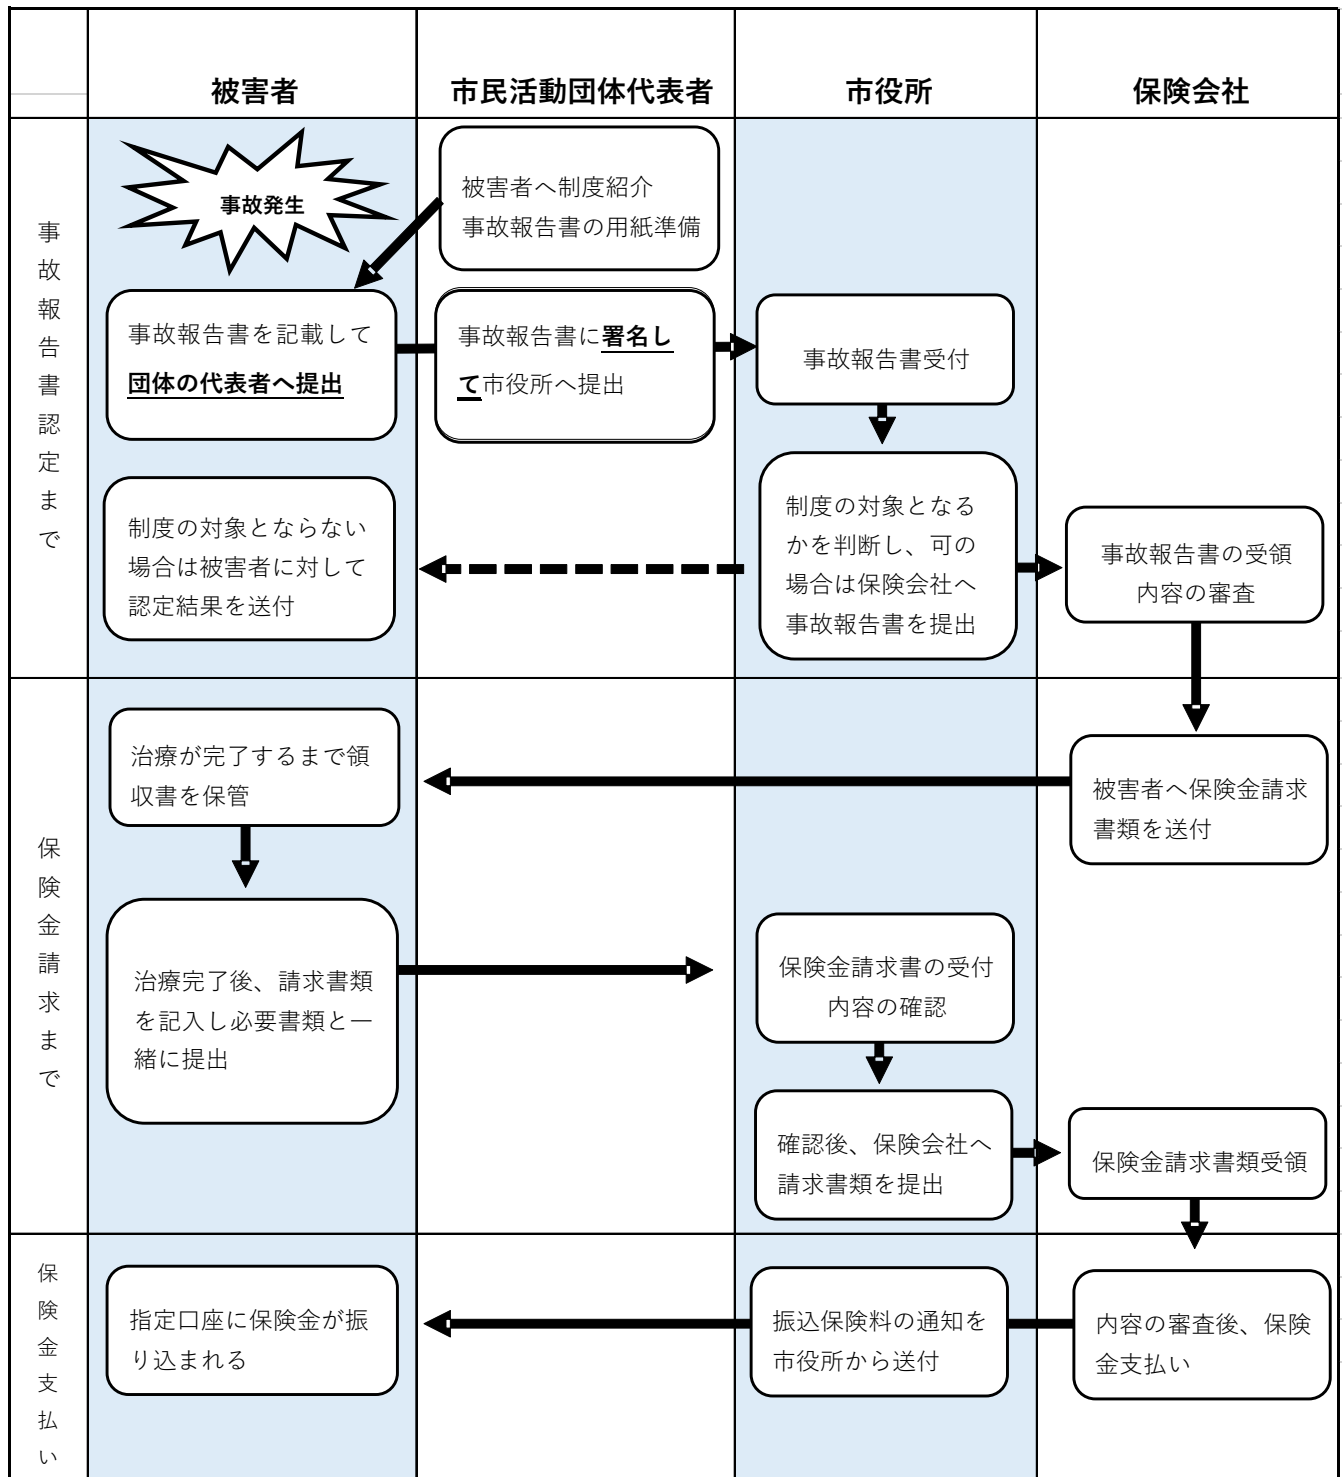 被害者
市民活動団体代表者
市役所
保険会社
事故報告書認定まで
事故発生
被害者へ制度紹介
事故報告書の用紙準備
事故報告書を記載して
団体の代表者へ提出
事故報告書に署名し
て市役所へ提出
事故報告書受付
制度の対象とならない
場合は被害者に対して
認定結果を送付
制度の対象となる
かを判断し、可の
場合は保険会社へ
事故報告書を提出
事故報告書の受領
内容の審査
保険金請求まで
治療が完了するまで領
収書を保管
被害者へ保険金請求
書類を送付
治療完了後、請求書類
を記入し必要書類と一
緒に提出
保険金請求書の受付
内容の確認
確認後、保険会社へ
請求書類を提出
保険金請求書類受領
保険金支払い
指定口座に保険金が振
り込まれる
振込保険料の通知を
市役所から送付
内容の審査後、保険
金支払い